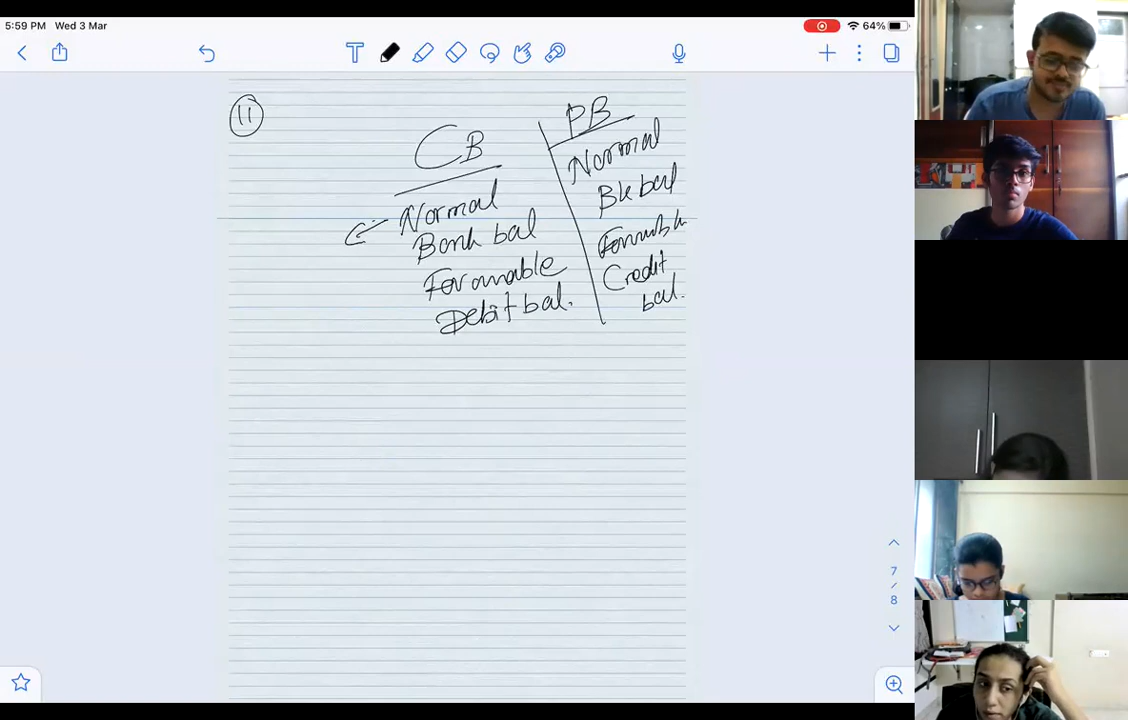 5:59 PM Wed 3 Mar
64%
T
11
CB
Normal
Bank bal
Favourable
Debit bal.
PB
Normal
Bk bal
Credit
bal.
7
/
8